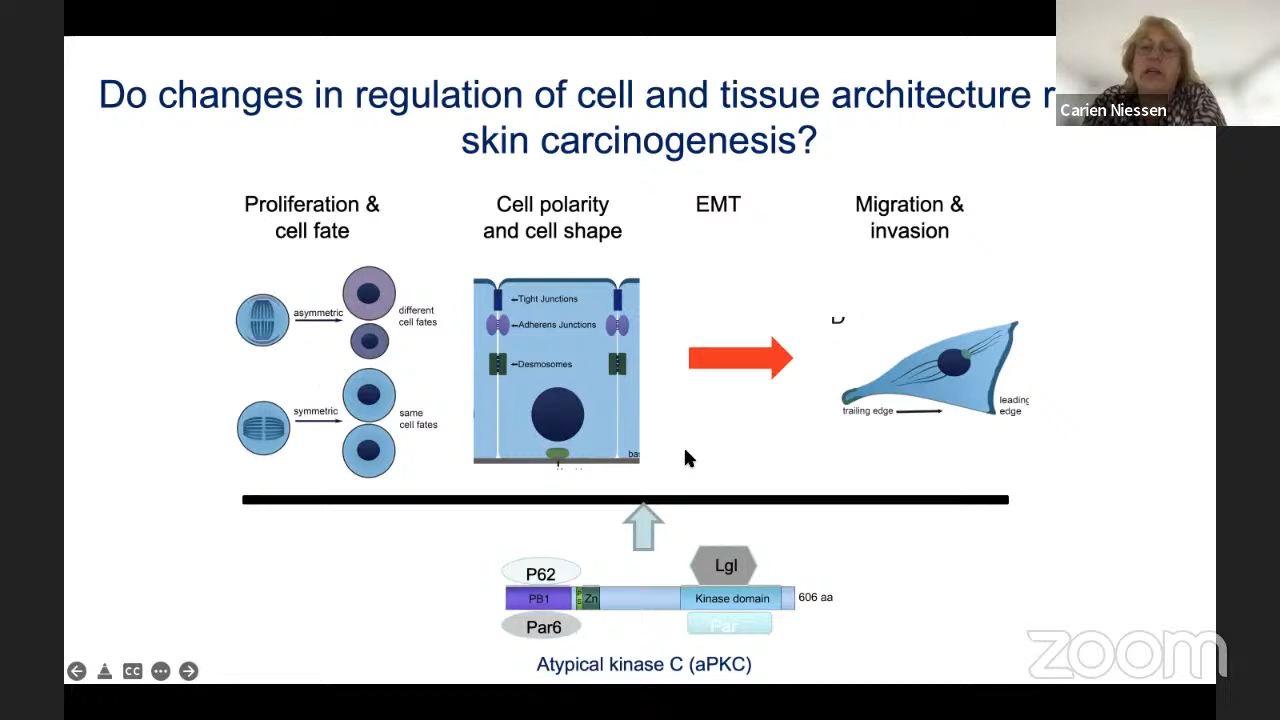 Do changes in regulation of cell and tissue architecture r
skin carcinogenesis?
Carien Niessen
Proliferation &
cell fate
Cell polarity
and cell shape
EMT
Migration &
invasion
asymmetric
different
cell fates
symmetric
same
cell fates
Tight Junctions
Adherens Junctions
Desmosomes
trailing edge
leading
edge
P62
PB1
Zn
Par6
Lgl
Kinase domain
606 aa
Par
Atypical kinase C (aPKC)
CC
zoom